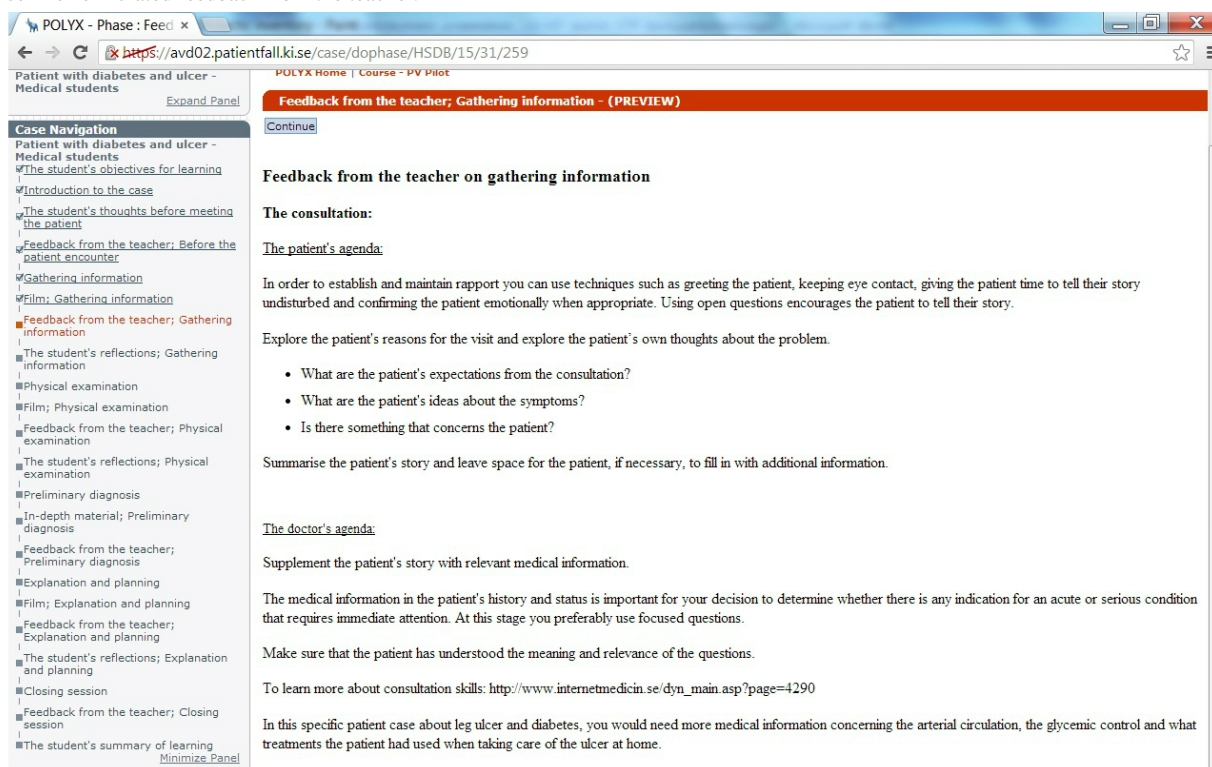 POLYX - Phase : Feed ×
https://avd02.patientfall.ki.se/case/dophase/HSDB/15/31/259
Patient with diabetes and ulcer -
Medical students
Expand Panel
Case Navigation
Patient with diabetes and ulcer -
Medical students
The student's objectives for learning
Introduction to the case
The student's thoughts before meeting
the patient
Feedback from the teacher; Before the
patient encounter
Gathering information
Film; Gathering information
Feedback from the teacher; Gathering
information
The student's reflections; Gathering
information
Physical examination
Film; Physical examination
Feedback from the teacher; Physical
examination
The student's reflections; Physical
examination
Preliminary diagnosis
In-depth material; Preliminary
diagnosis
Feedback from the teacher;
Preliminary diagnosis
Explanation and planning
Film; Explanation and planning
Feedback from the teacher;
Explanation and planning
The student's reflections; Explanation
and planning
Closing session
Feedback from the teacher; Closing
session
The student's summary of learning
Minimize Panel
POLYX Home | Course - PV Pilot
Feedback from the teacher; Gathering information - (PREVIEW)
Continue
Feedback from the teacher on gathering information
The consultation:
The patient's agenda:
In order to establish and maintain rapport you can use techniques such as greeting the patient, keeping eye contact, giving the patient time to tell their story
undisturbed and confirming the patient emotionally when appropriate. Using open questions encourages the patient to tell their story.
Explore the patient's reasons for the visit and explore the patient's own thoughts about the problem.
• What are the patient's expectations from the consultation?
• What are the patient's ideas about the symptoms?
• Is there something that concerns the patient?
Summarise the patient's story and leave space for the patient, if necessary, to fill in with additional information.
The doctor's agenda:
Supplement the patient's story with relevant medical information.
The medical information in the patient's history and status is important for your decision to determine whether there is any indication for an acute or serious condition
that requires immediate attention. At this stage you preferably use focused questions.
Make sure that the patient has understood the meaning and relevance of the questions.
To learn more about consultation skills: http://www.internetmedicin.se/dyn_main.asp?page=4290
In this specific patient case about leg ulcer and diabetes, you would need more medical information concerning the arterial circulation, the glycemic control and what
treatments the patient had used when taking care of the ulcer at home.